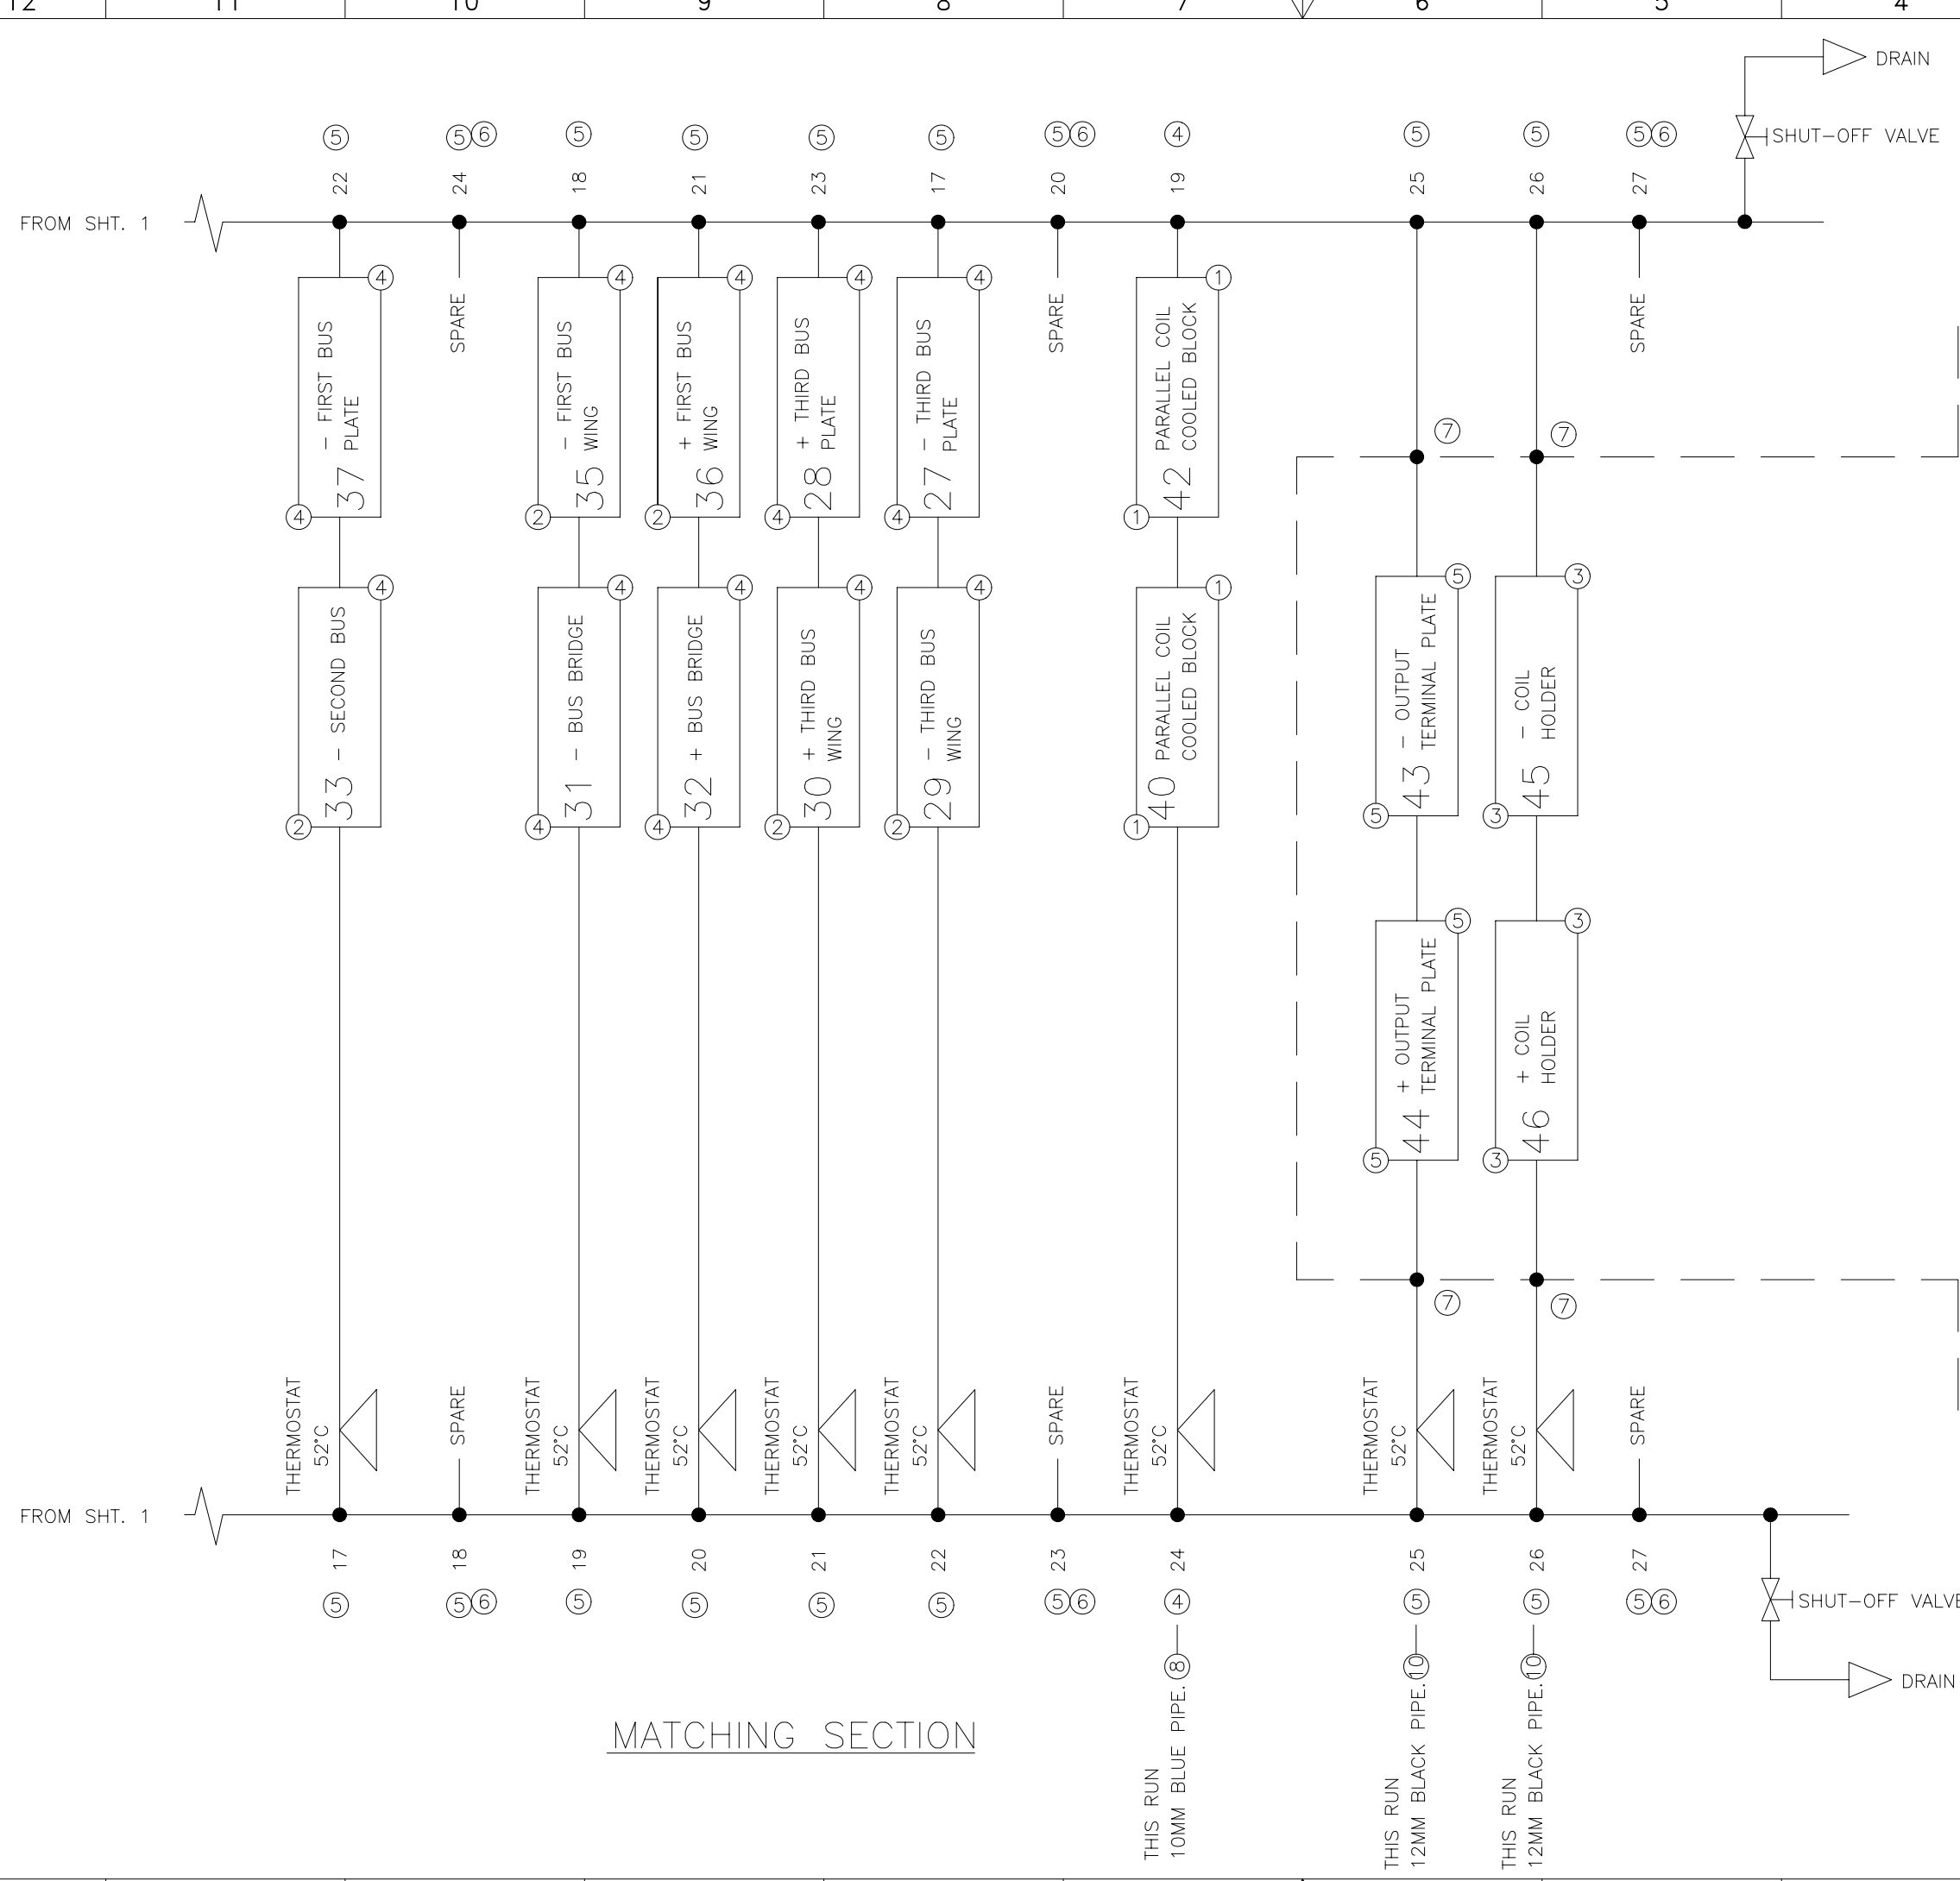 12 11 10 9 8 7 6 5 4
DRAIN
SHUT-OFF VALVE
5 5 6 5 5 5 5 5 6 4 5 5 5 6
22 24 18 21 23 17 20 19 25 26 27
FROM SHT. 1
4 4 4 4 4 1
37 - FIRST BUS
PLATE
SPARE
35 - FIRST BUS
WING
36 + FIRST BUS
WING
28 + THIRD BUS
PLATE
27 - THIRD BUS
PLATE
SPARE
42 PARALLEL COIL
COOLED BLOCK
SPARE
7 7
4 2 2 4 4 1
4 4 4 4 4 1 5 3
33 - SECOND BUS
31 - BUS BRIDGE
32 + BUS BRIDGE
30 + THIRD BUS
WING
29 - THIRD BUS
WING
40 PARALLEL COIL
COOLED BLOCK
43 - OUTPUT
TERMINAL PLATE
45 - COIL
HOLDER
2 4 4 2 2 1 5 3
5 3
44 + OUTPUT
TERMINAL PLATE
46 + COIL
HOLDER
5 3
7 7
THERMOSTAT
52°C
SPARE
THERMOSTAT
52°C
THERMOSTAT
52°C
THERMOSTAT
52°C
THERMOSTAT
52°C
SPARE
THERMOSTAT
52°C
THERMOSTAT
52°C
THERMOSTAT
52°C
SPARE
FROM SHT. 1
17 18 19 20 21 22 23 24 25 26 27
5 5 6 5 5 5 5 5 6 4 5 5 5 6
SHUT-OFF VALVE
DRAIN
THIS RUN
10MM BLUE PIPE. 8
THIS RUN
12MM BLACK PIPE. 10
THIS RUN
12MM BLACK PIPE. 10
MATCHING SECTION